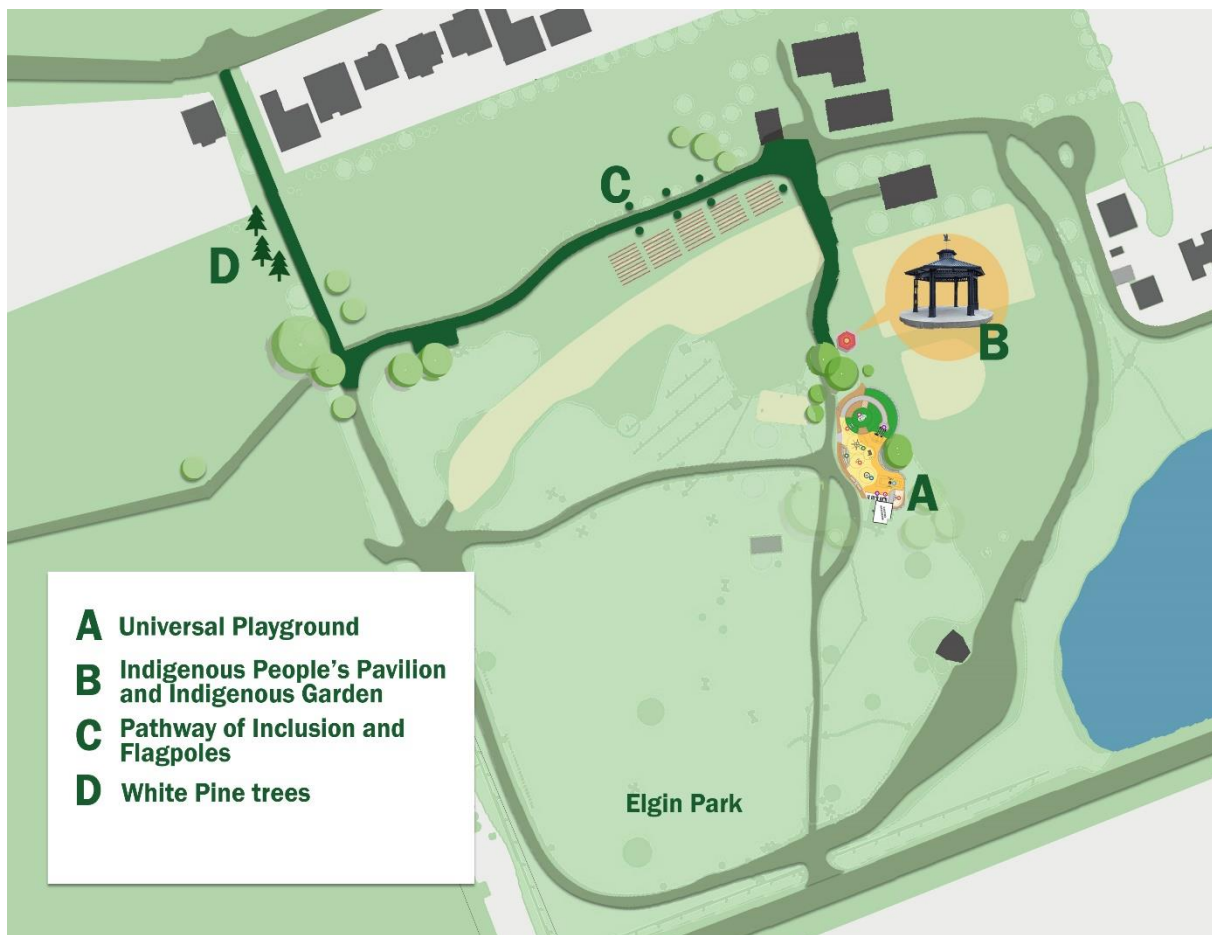 C
D
B
A
A Universal Playground
B Indigenous People's Pavilion
and Indigenous Garden
C Pathway of Inclusion and
Flagpoles
D White Pine trees
Elgin Park